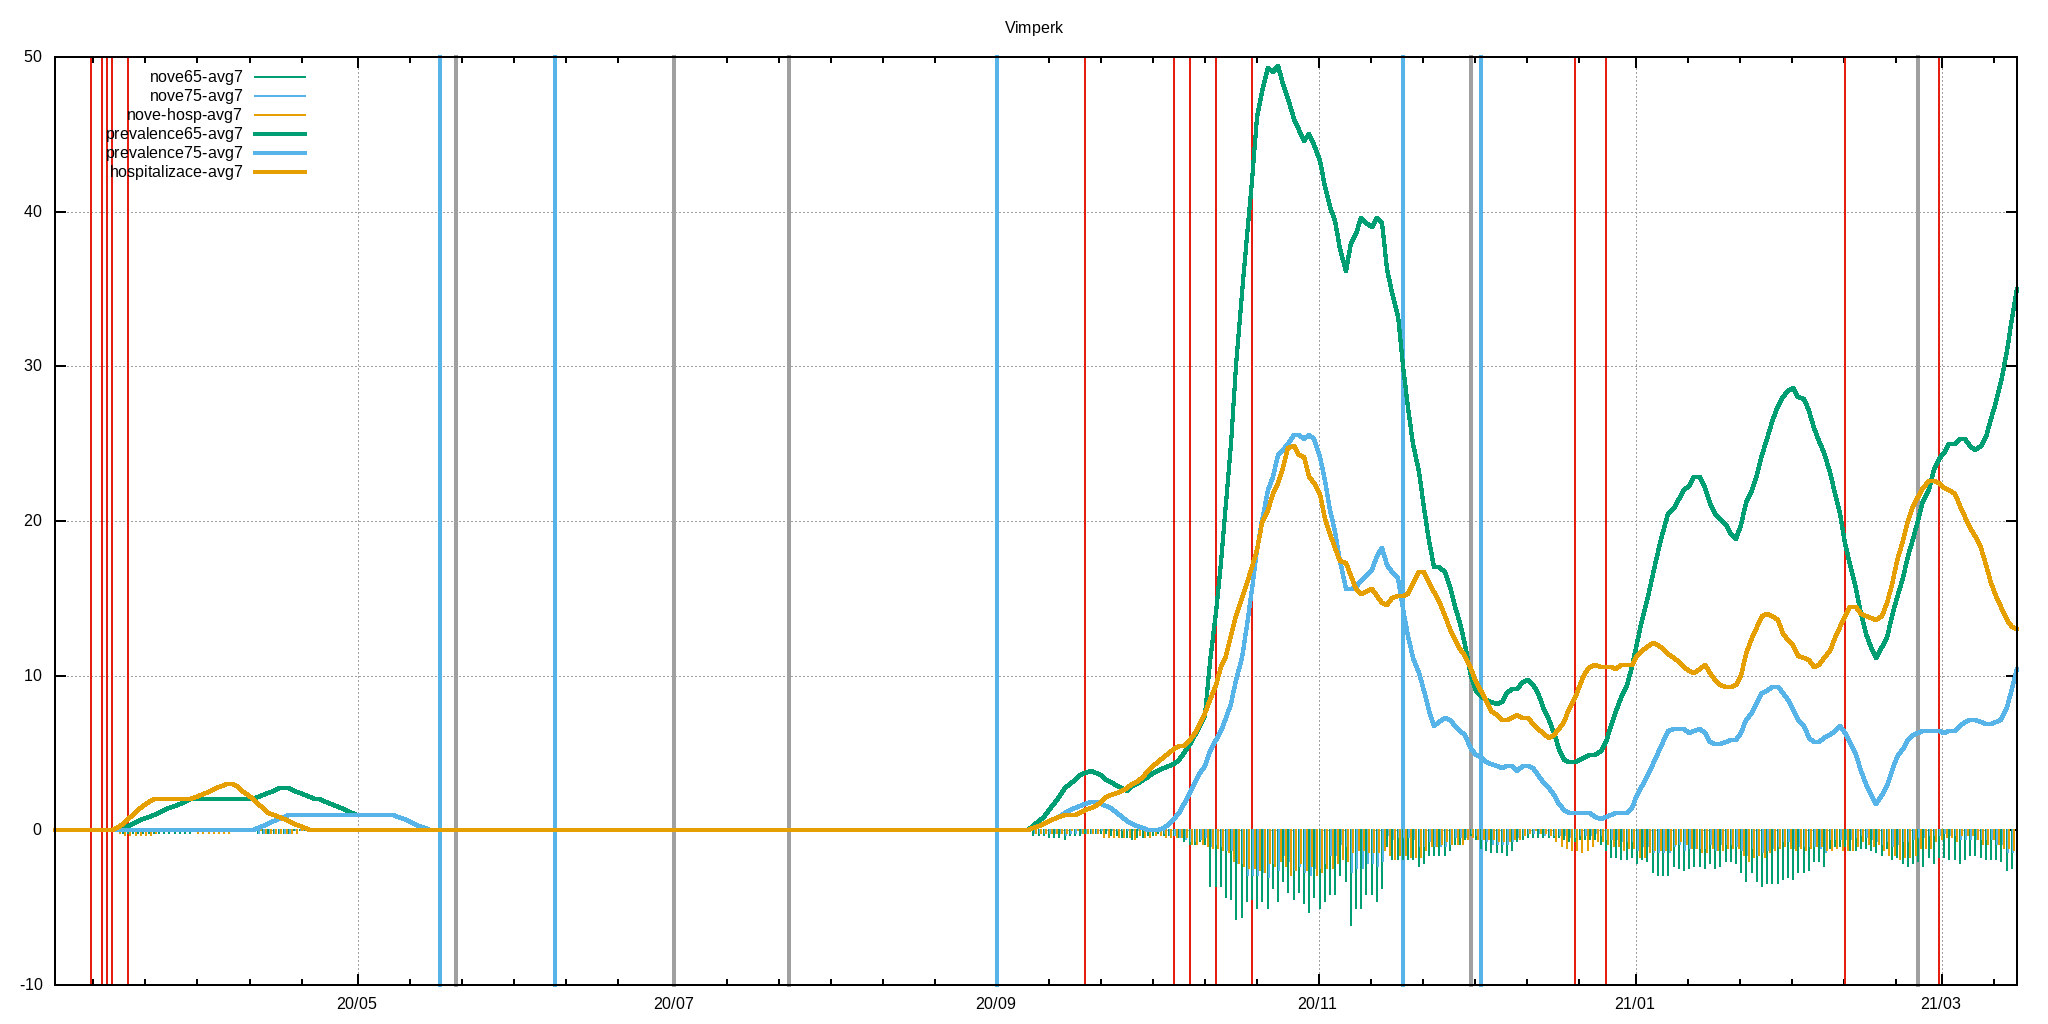 Vimperk
50
nove65-avg7
nove75-avg7
nove-hosp-avg7
prevalence65-avg7
prevalence75-avg7
hospitalizace-avg7
40
30
20
10
0
-10
20/05 20/07 20/09 20/11 21/01 21/03